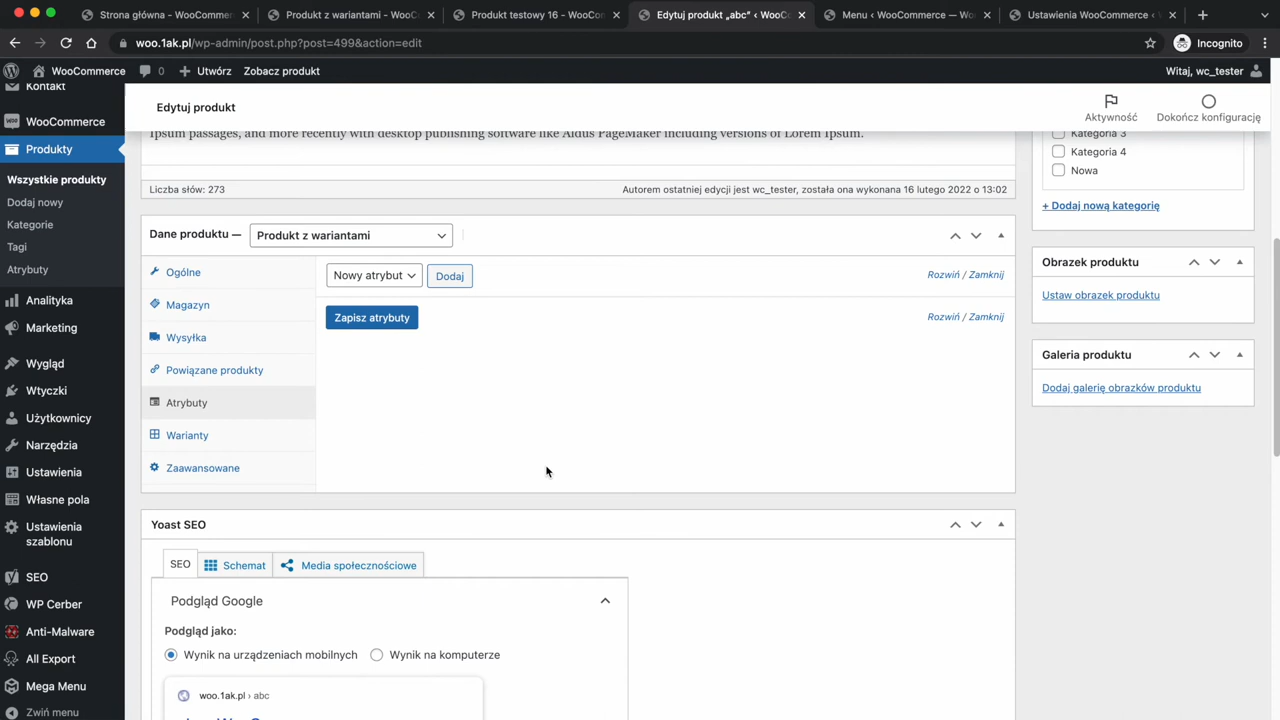 Strona główna - WooCommer
Produkt z wariantami - WooC
Produkt testowy 16 - WooCon
Edytuj produkt „abc” ‹ WooC
Menu ‹ WooCommerce — Wo
Ustawienia WooCommerce ‹ W
woo.1ak.pl/wp-admin/post.php?post=499&action=edit
Incognito
WooCommerce
0
Utwórz
Zobacz produkt
Witaj, wc_tester
Kontakt
WooCommerce
Produkty
Wszystkie produkty
Dodaj nowy
Kategorie
Tagi
Atrybuty
Analityka
Marketing
Wygląd
Wtyczki
Użytkownicy
Narzędzia
Ustawienia
Własne pola
Ustawienia
szablonu
SEO
WP Cerber
Anti-Malware
All Export
Mega Menu
Zwiń menu
Edytuj produkt
Aktywność
Dokończ konfigurację
Ipsum passages, and more recently with desktop publishing software like Aldus PageMaker including versions of Lorem Ipsum.
Liczba słów: 273
Autorem ostatniej edycji jest wc_tester, została ona wykonana 16 lutego 2022 o 13:02
Dane produktu —
Produkt z wariantami
Ogólne
Magazyn
Wysyłka
Powiązane produkty
Atrybuty
Warianty
Zaawansowane
Nowy atrybut
Dodaj
Rozwiń / Zamknij
Zapisz atrybuty
Rozwiń / Zamknij
Yoast SEO
SEO
Schemat
Media społecznościowe
Podgląd Google
Podgląd jako:
Wynik na urządzeniach mobilnych
Wynik na komputerze
woo.1ak.pl › abc
Kategoria 3
Kategoria 4
Nowa
+ Dodaj nową kategorię
Obrazek produktu
Ustaw obrazek produktu
Galeria produktu
Dodaj galerię obrazków produktu